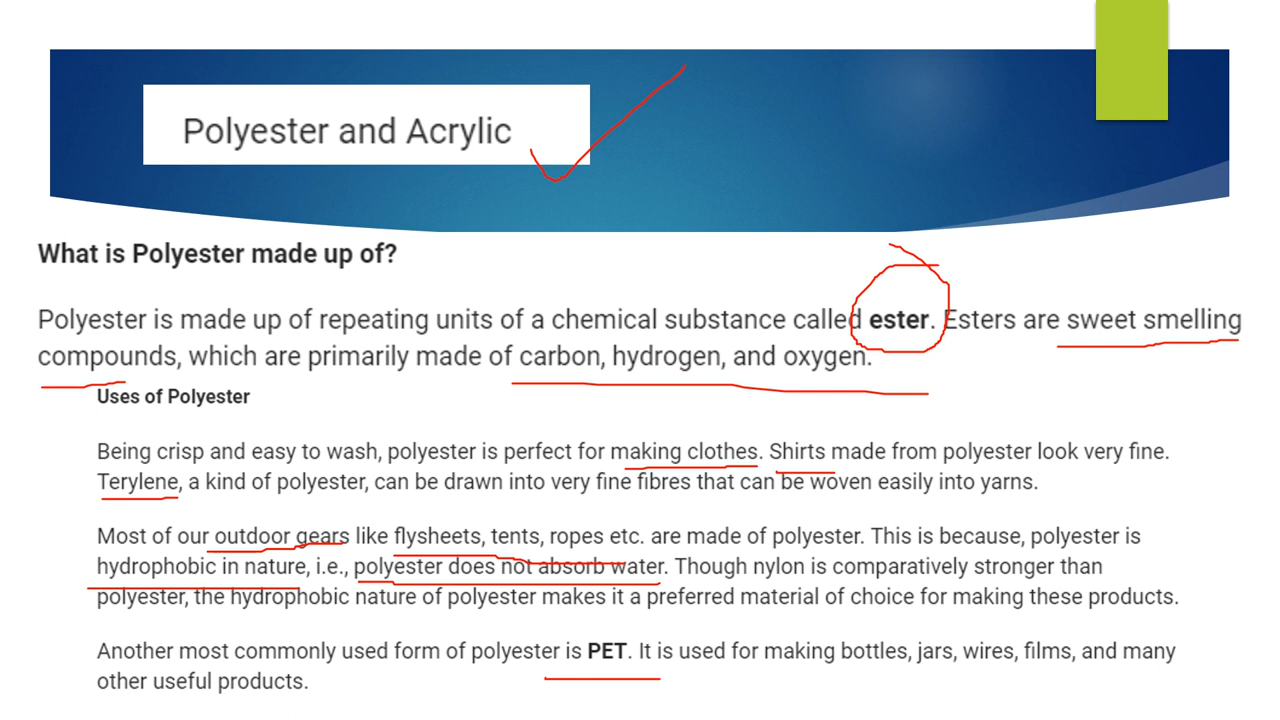 Polyester and Acrylic
What is Polyester made up of?
Polyester is made up of repeating units of a chemical substance called ester. Esters are sweet smelling
compounds, which are primarily made of carbon, hydrogen, and oxygen.
Uses of Polyester
Being crisp and easy to wash, polyester is perfect for making clothes. Shirts made from polyester look very fine.
Terylene, a kind of polyester, can be drawn into very fine fibres that can be woven easily into yarns.
Most of our outdoor gears like flysheets, tents, ropes etc. are made of polyester. This is because, polyester is
hydrophobic in nature, i.e., polyester does not absorb water. Though nylon is comparatively stronger than
polyester, the hydrophobic nature of polyester makes it a preferred material of choice for making these products.
Another most commonly used form of polyester is PET. It is used for making bottles, jars, wires, films, and many
other useful products.